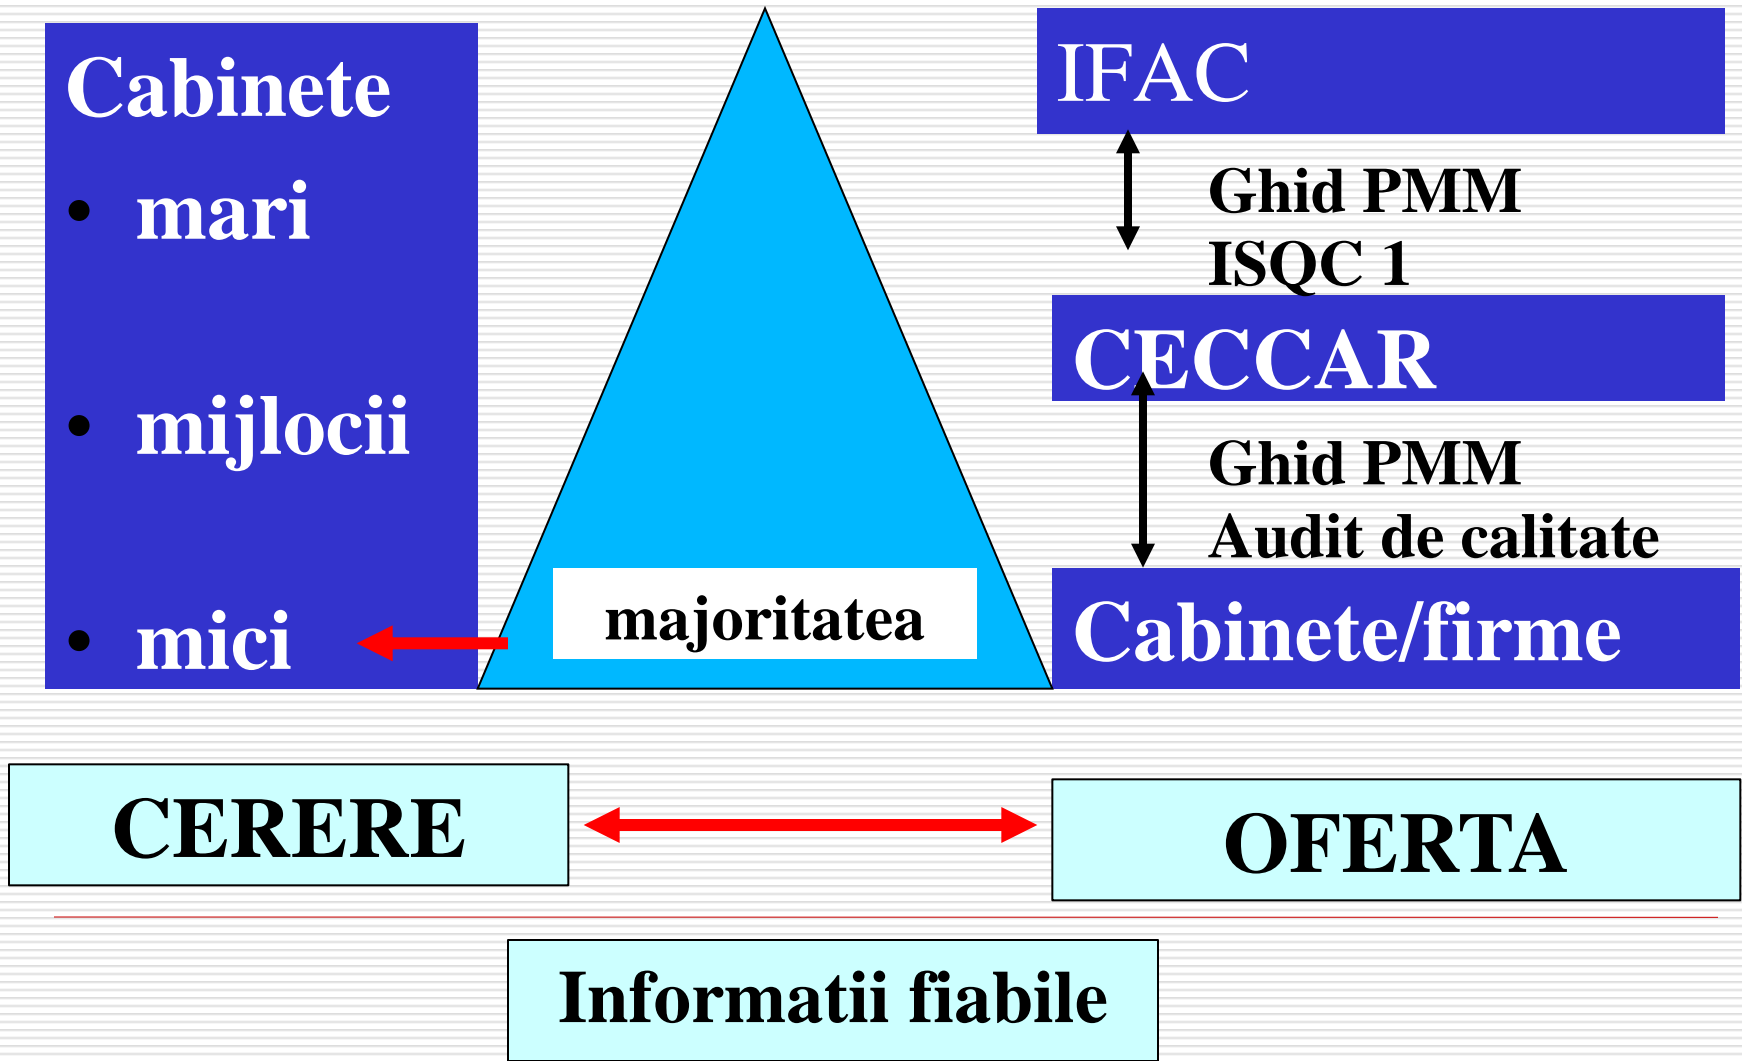 Cabinete
• mari
• mijlocii
• mici
majoritatea
IFAC
Ghid PMM
ISQC 1
CECCAR
Ghid PMM
Audit de calitate
Cabinete/firme
CERERE
OFERTA
Informatii fiabile